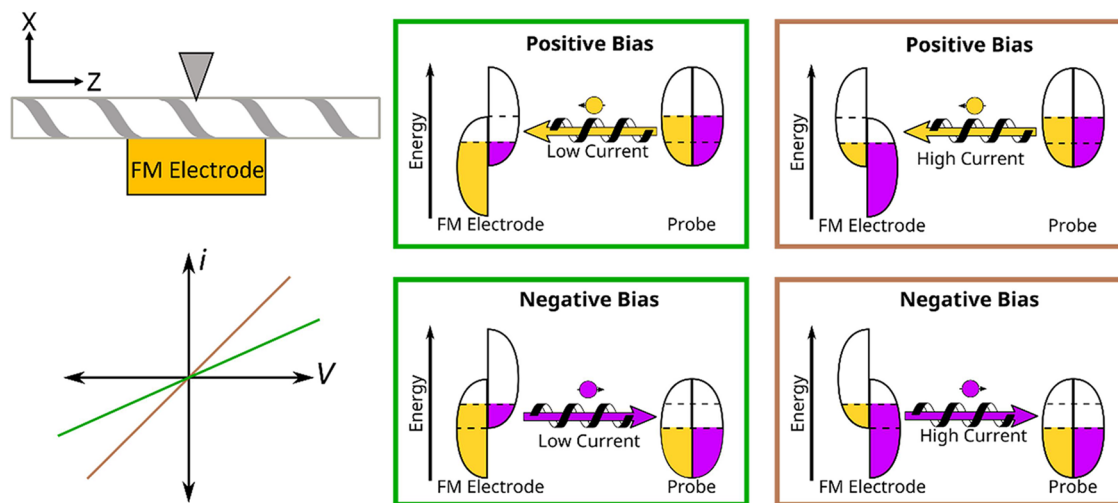 X
Z
FM Electrode
i
V
Positive Bias
Energy
Low Current
FM Electrode
Probe
Positive Bias
Energy
High Current
FM Electrode
Probe
Negative Bias
Energy
Low Current
FM Electrode
Probe
Negative Bias
Energy
High Current
FM Electrode
Probe